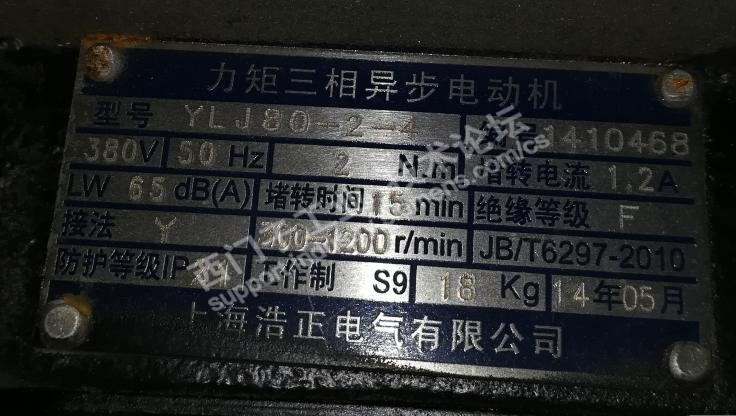 力矩三相异步电动机
型号 YLJ80-2-4 1410468
380V 50 Hz 2 N.m 堵转电流 1.2A
LW 65 dB(A) 堵转时间 15 min 绝缘等级 F
接法 Y 1200 r/min JB/T6297-2010
防护等级IP 工作制 S9 18 Kg 14年05月
上海浩正电气有限公司